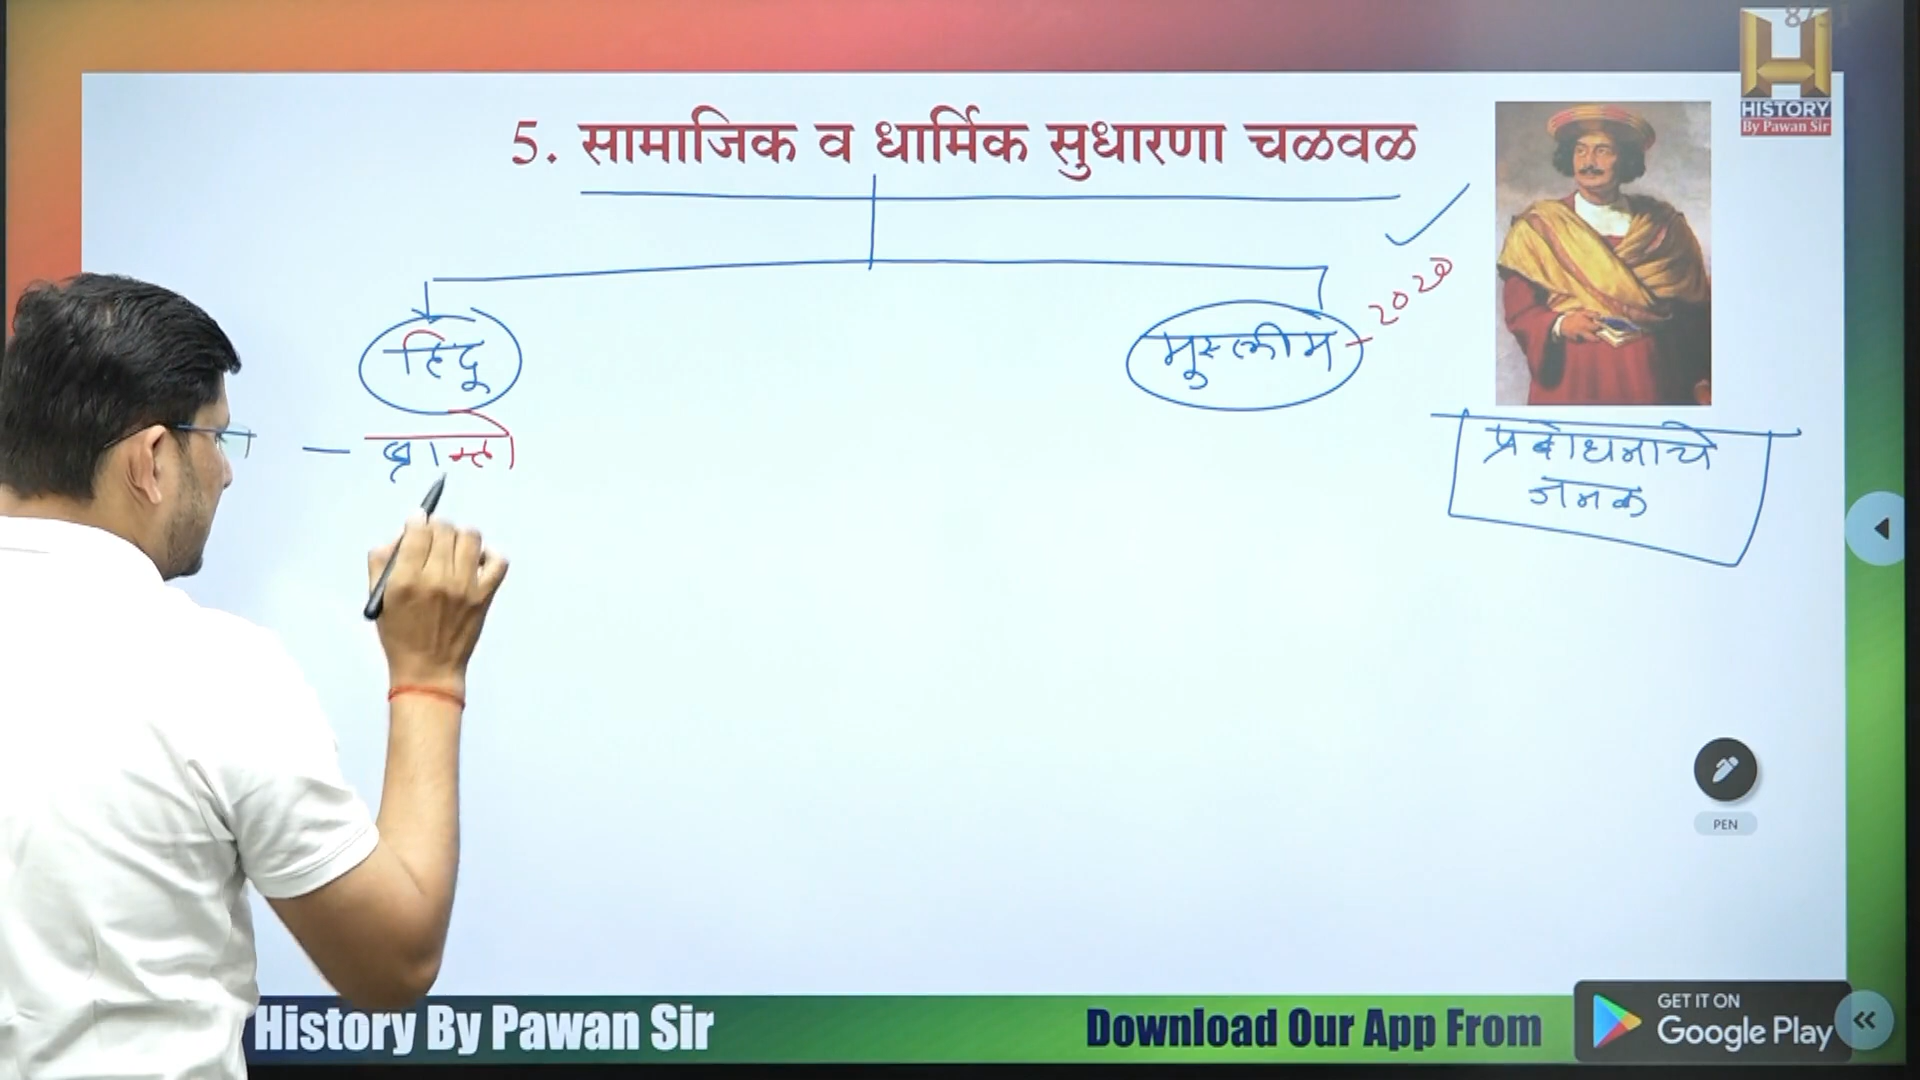 HISTORY
By Pawan Sir
5. सामाजिक व धार्मिक सुधारणा चळवळ
हिंदू
मुस्लीम
2020
ब्राम्हो
प्रबोधनाचे
जनक
PEN
History By Pawan Sir
Download Our App From
GET IT ON
Google Play